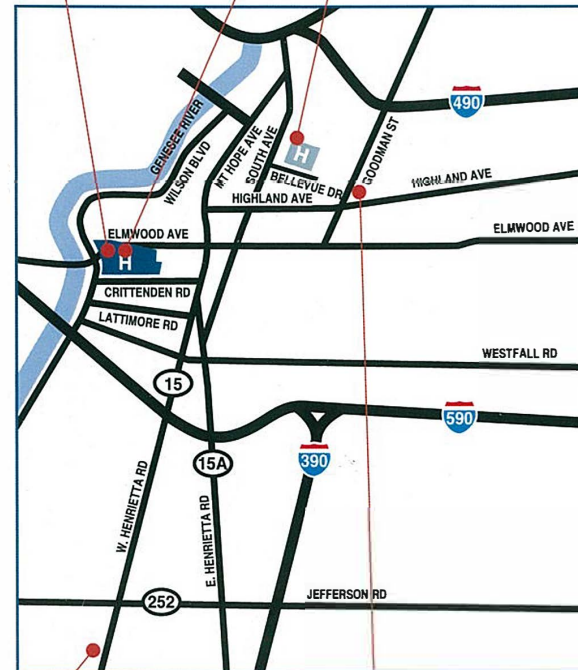 490
GENESEE RIVER
WILSON BLVD
MT HOPE AVE
SOUTH AVE
H
GOODMAN ST
BELLEVUE DR
HIGHLAND AVE
HIGHLAND AVE
ELMWOOD AVE
ELMWOOD AVE
H
CRITTENDEN RD
LATTIMORE RD
WESTFALL RD
15
590
15A
390
W. HENRIETTA RD
E. HENRIETTA RD
252
JEFFERSON RD